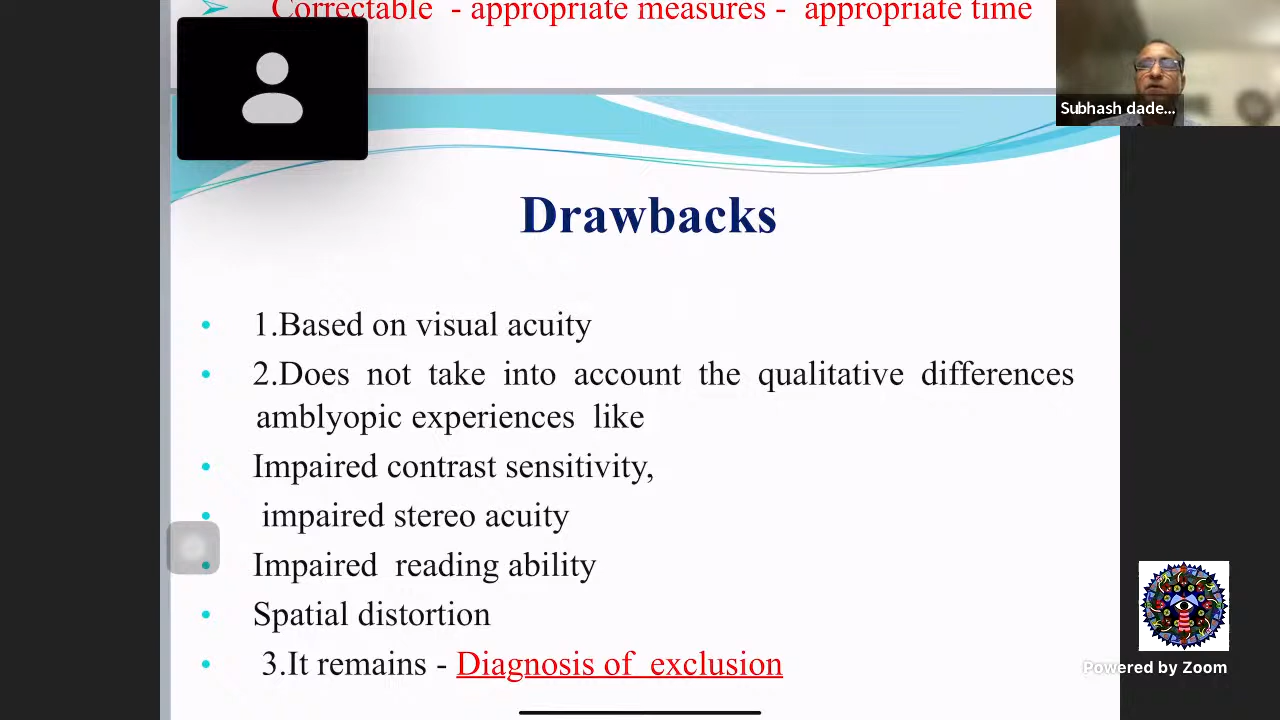 Correctable - appropriate measures - appropriate time
Subhash dade...
Drawbacks
1.Based on visual acuity
2.Does not take into account the qualitative differences
amblyopic experiences like
Impaired contrast sensitivity,
impaired stereo acuity
Impaired reading ability
Spatial distortion
3.It remains - Diagnosis of exclusion
Powered by Zoom